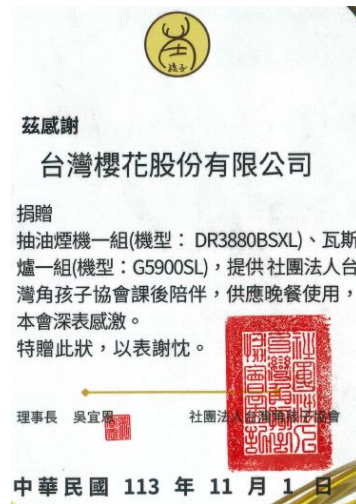 孩子
茲感謝
台灣櫻花股份有限公司
捐贈
抽油煙機一組(機型： DR3880BSXL)、瓦斯
爐一組(機型：G5900SL)，提供社團法人台
灣角孩子協會課後陪伴，供應晚餐使用，
本會深表感激。
特贈此狀，以表謝忱。
理事長 吳宜恩 社團法人台灣角孩子協會
中華民國 113 年 11 月 1 日